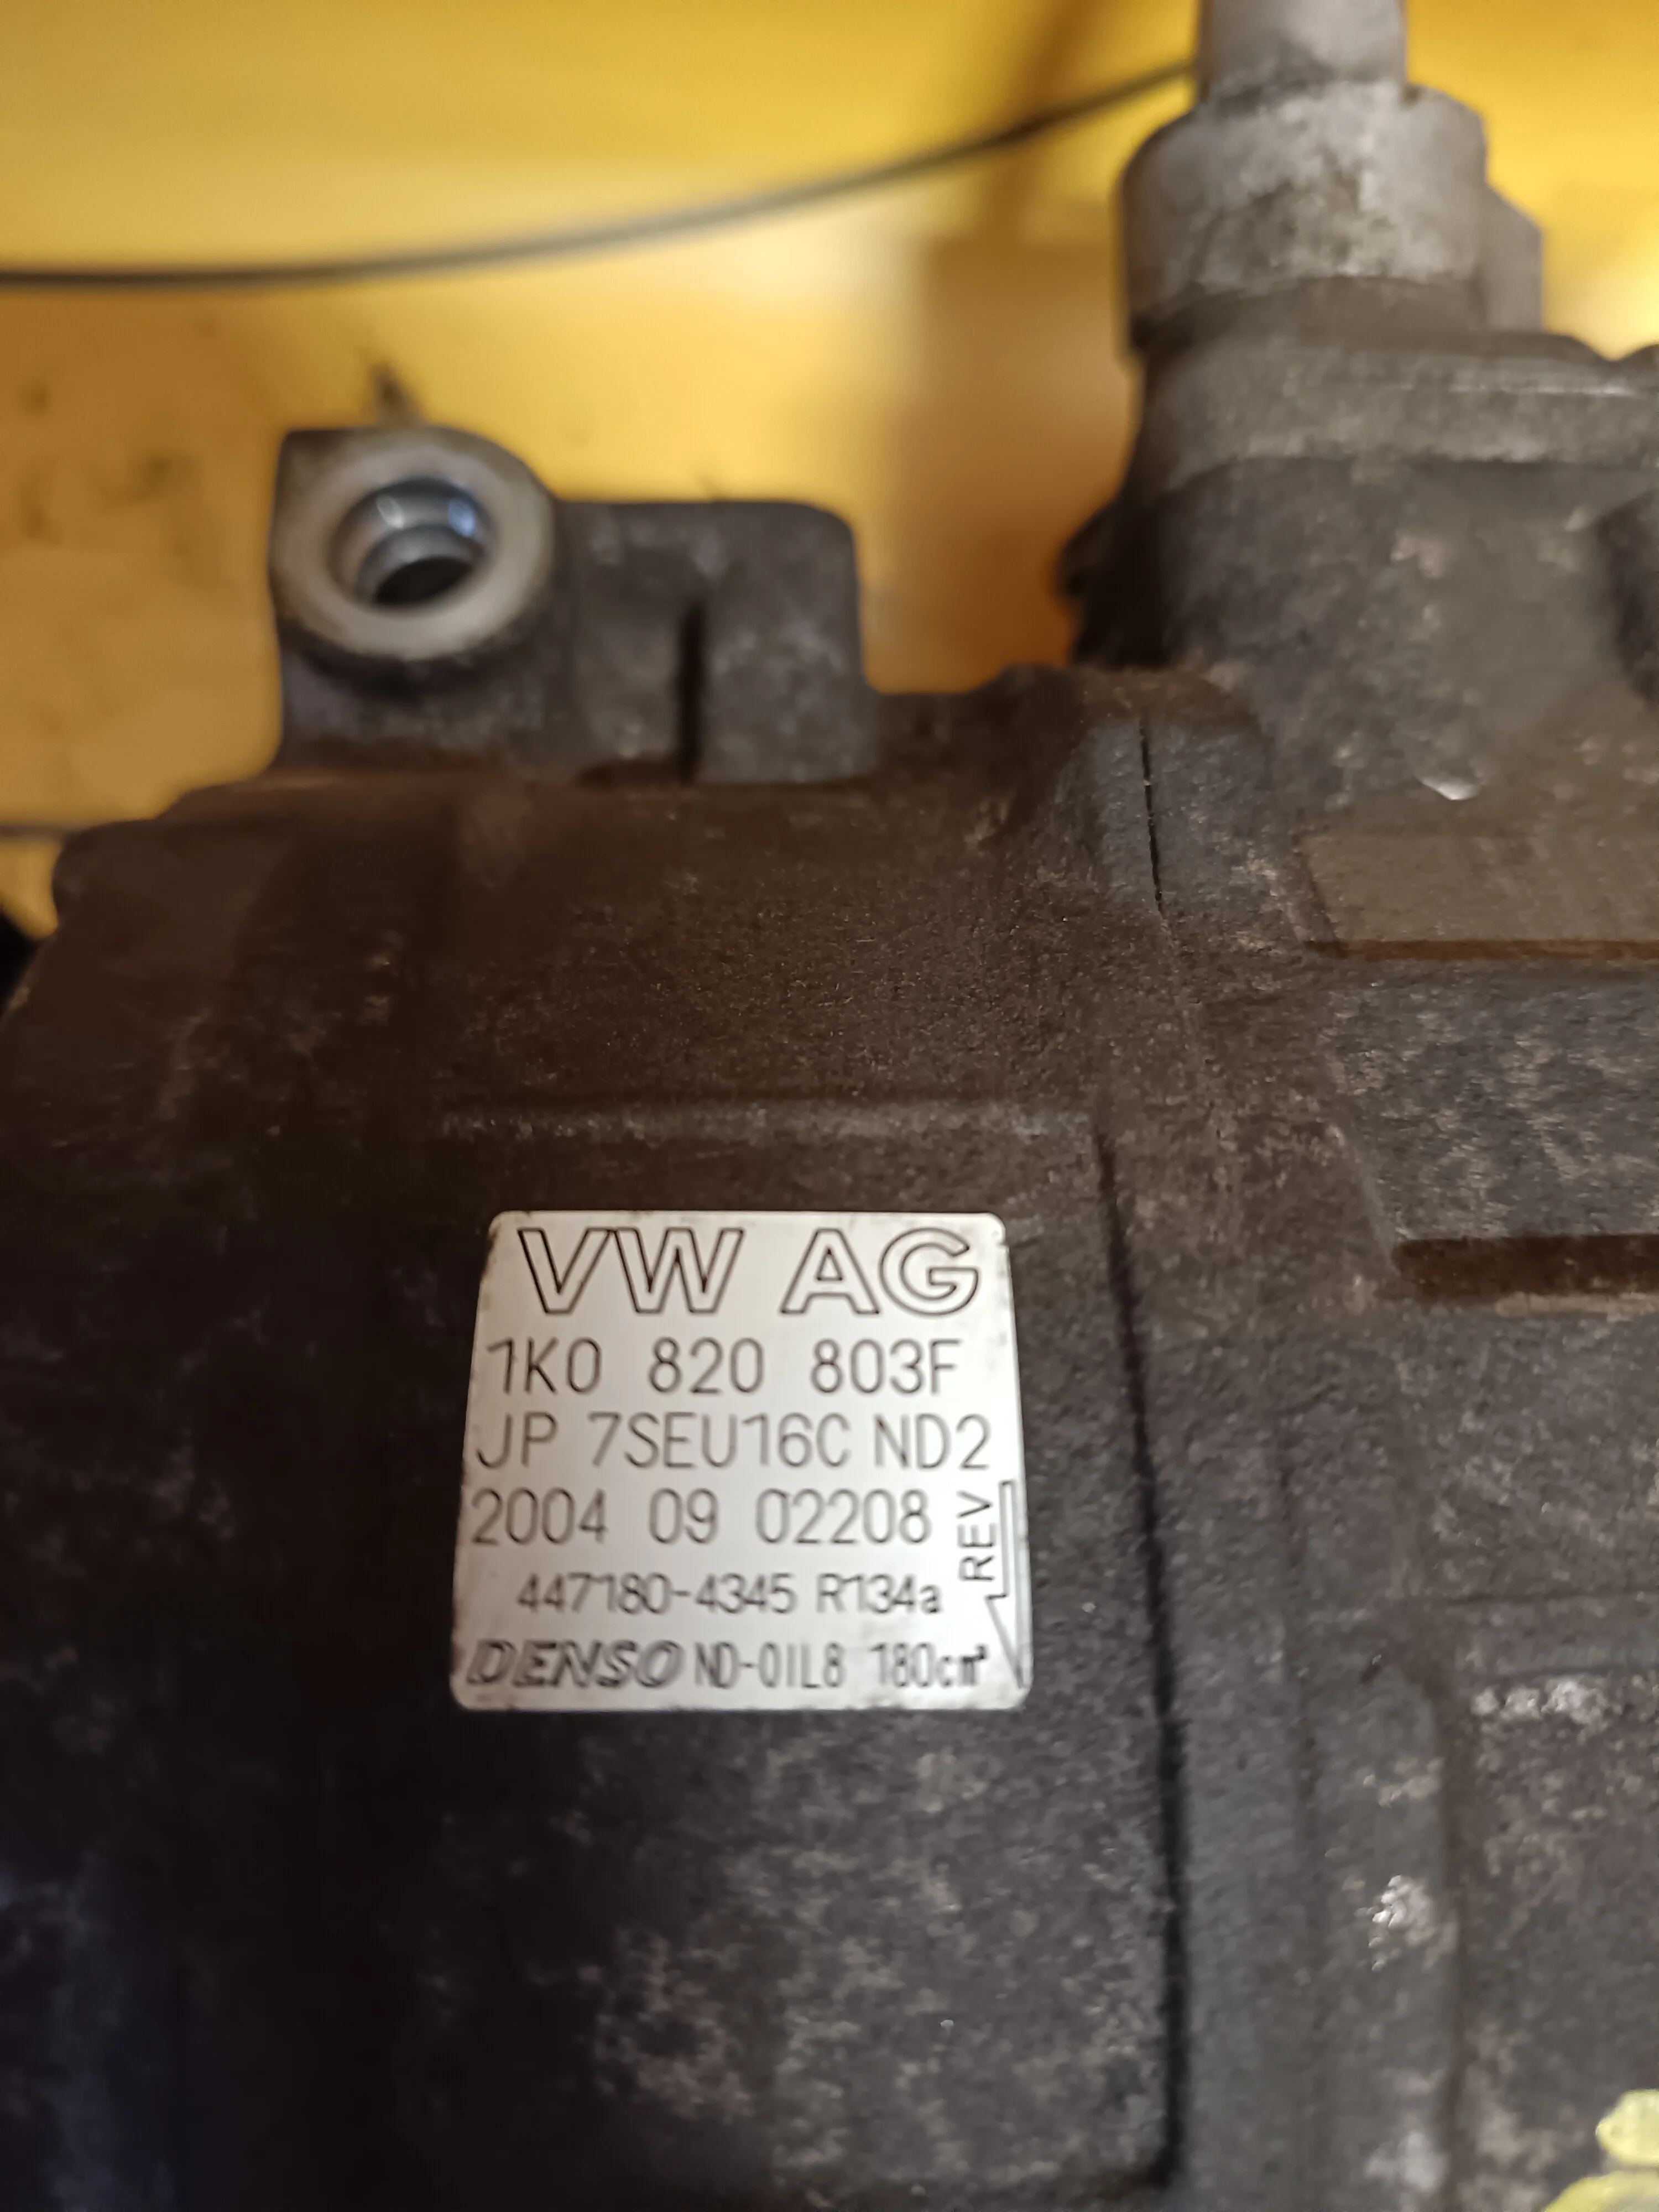 VW AG
1K0 820 803F
JP 7SEU16C ND2
2004 09 02208
REV
447180-4345 R134a
DENSO ND-OIL8 180cm³